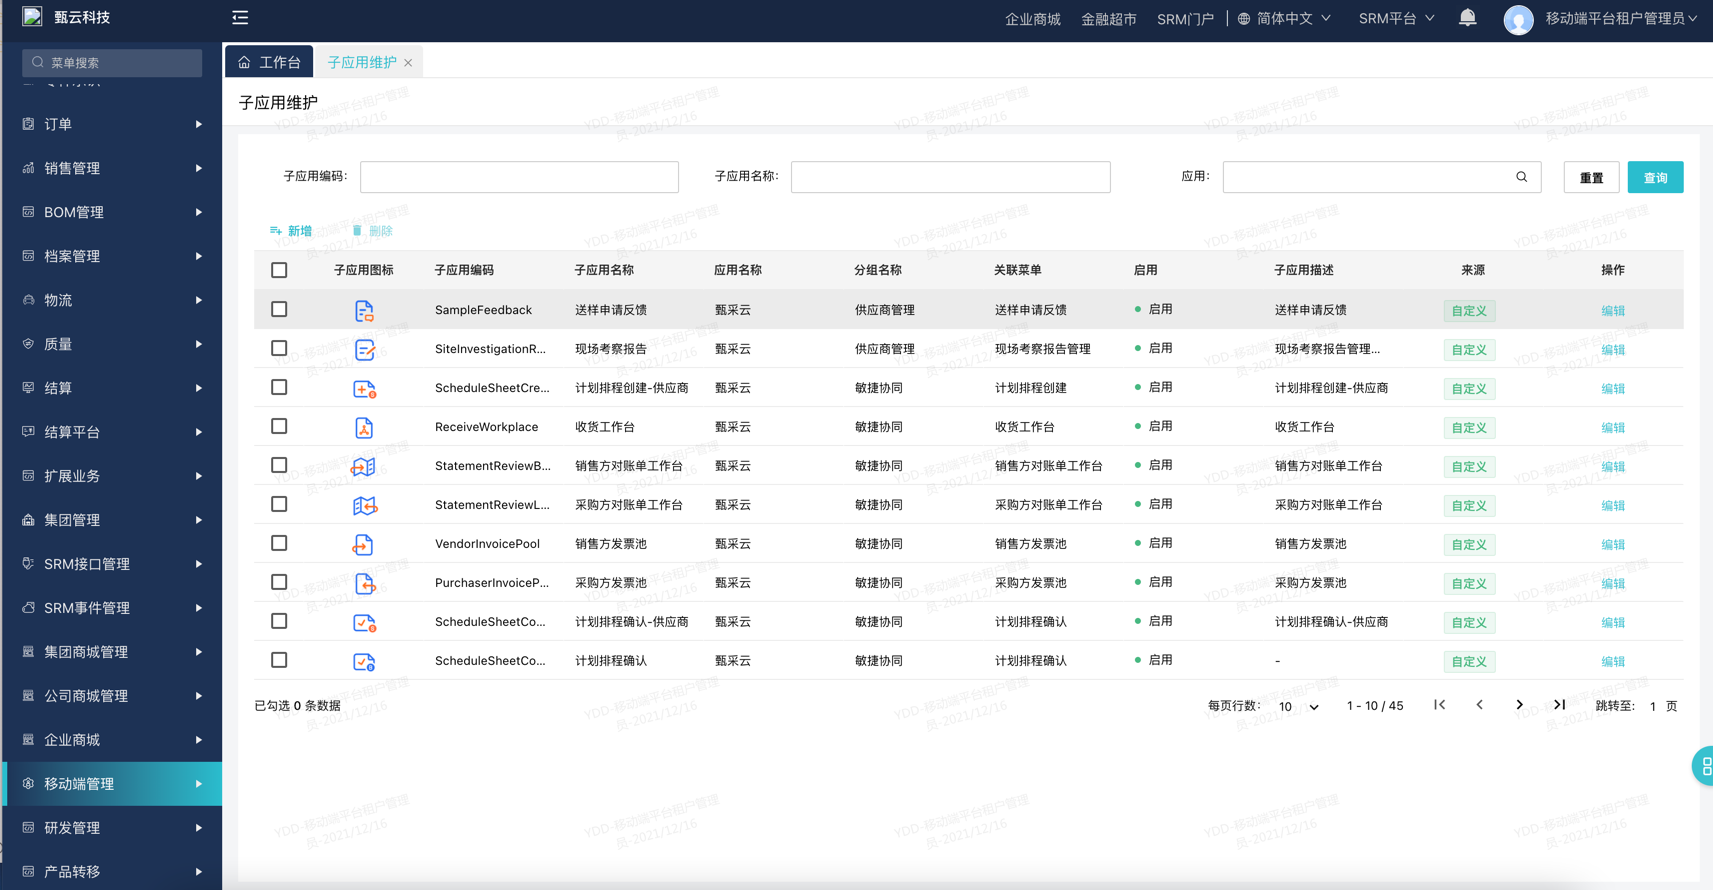 甄云科技
企业商城 金融超市 SRM门户 简体中文 SRM平台 移动端平台租户管理员
菜单搜索
订单
销售管理
BOM管理
档案管理
物流
质量
结算
结算平台
扩展业务
集团管理
SRM接口管理
SRM事件管理
集团商城管理
公司商城管理
企业商城
移动端管理
研发管理
产品转移
工作台 子应用维护
子应用维护
子应用编码: 子应用名称: 应用: 重置 查询
新增 删除
子应用图标 子应用编码 子应用名称 应用名称 分组名称 关联菜单 启用 子应用描述 来源 操作
SampleFeedback 送样申请反馈 甄采云 供应商管理 送样申请反馈 启用 送样申请反馈 自定义 编辑
SiteInvestigationR... 现场考察报告 甄采云 供应商管理 现场考察报告管理 启用 现场考察报告管理... 自定义 编辑
ScheduleSheetCre... 计划排程创建-供应商 甄采云 敏捷协同 计划排程创建 启用 计划排程创建-供应商 自定义 编辑
ReceiveWorkplace 收货工作台 甄采云 敏捷协同 收货工作台 启用 收货工作台 自定义 编辑
StatementReviewB... 销售方对账单工作台 甄采云 敏捷协同 销售方对账单工作台 启用 销售方对账单工作台 自定义 编辑
StatementReviewL... 采购方对账单工作台 甄采云 敏捷协同 采购方对账单工作台 启用 采购方对账单工作台 自定义 编辑
VendorInvoicePool 销售方发票池 甄采云 敏捷协同 销售方发票池 启用 销售方发票池 自定义 编辑
PurchaserInvoiceP... 采购方发票池 甄采云 敏捷协同 采购方发票池 启用 采购方发票池 自定义 编辑
ScheduleSheetCo... 计划排程确认-供应商 甄采云 敏捷协同 计划排程确认 启用 计划排程确认-供应商 自定义 编辑
ScheduleSheetCo... 计划排程确认 甄采云 敏捷协同 计划排程确认 启用 - 自定义 编辑
已勾选 0 条数据 每页行数: 10 1 - 10 / 45 跳转至: 1 页
YDD-移动端平台租户管理
员-2021/12/16